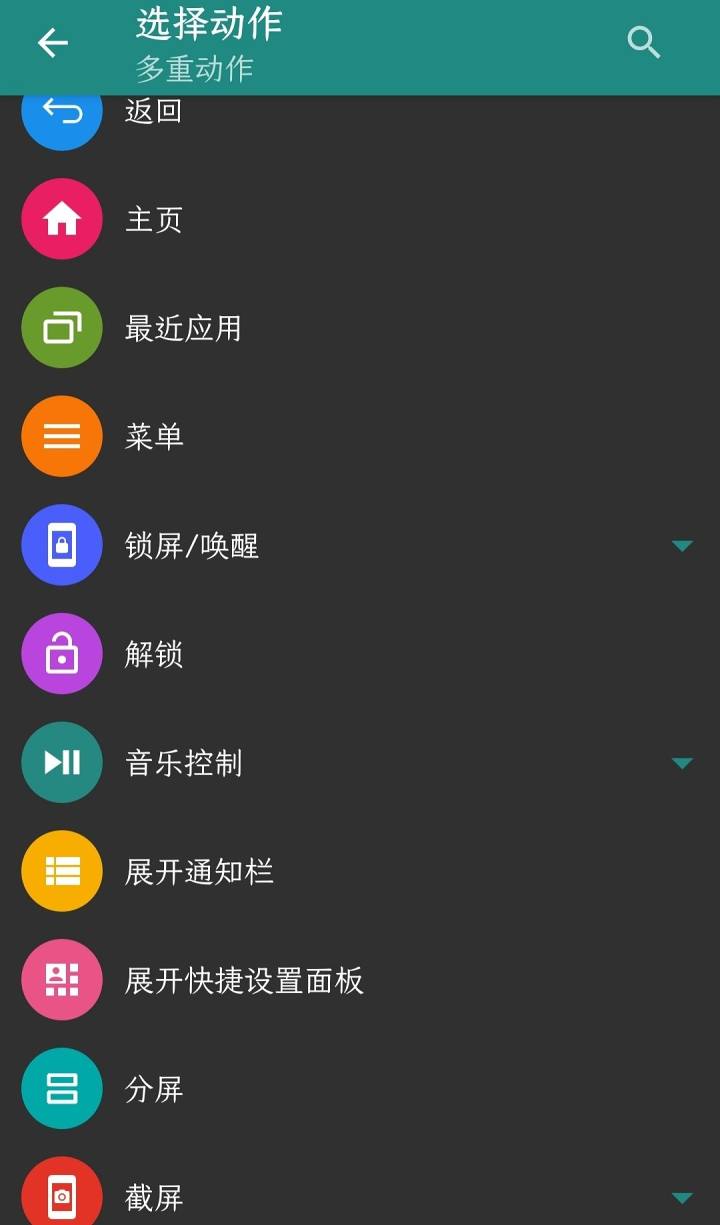 选择动作
多重动作
返回
主页
最近应用
菜单
锁屏/唤醒
解锁
音乐控制
展开通知栏
展开快捷设置面板
分屏
截屏